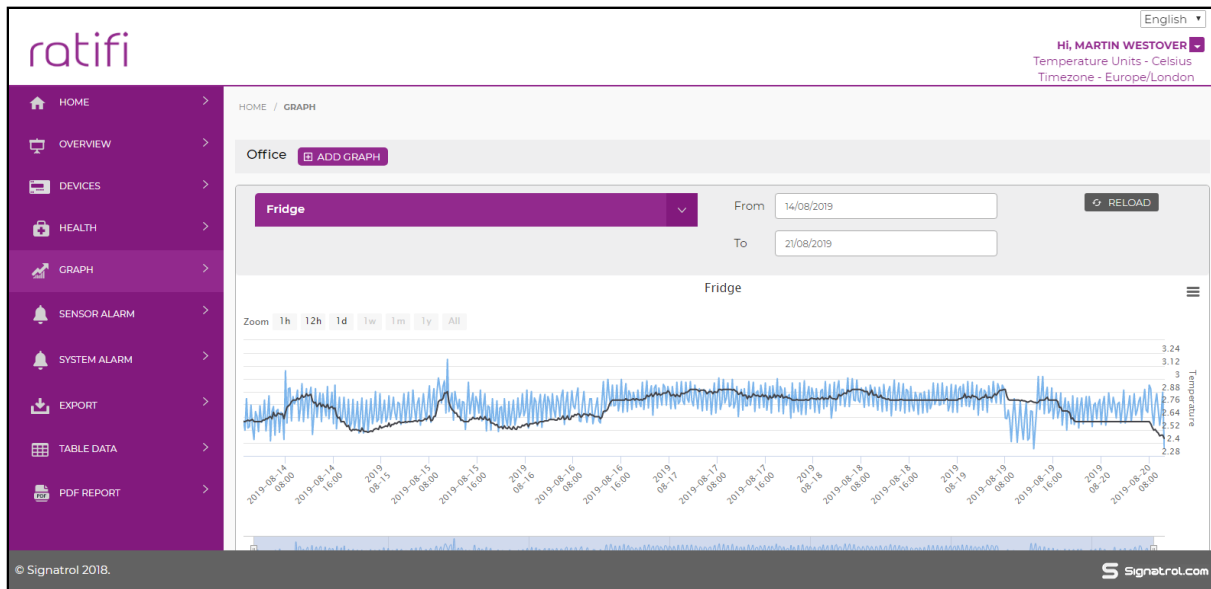 English
ratifi
Hi, MARTIN WESTOVER
Temperature Units - Celsius
Timezone - Europe/London
HOME
OVERVIEW
DEVICES
HEALTH
GRAPH
SENSOR ALARM
SYSTEM ALARM
EXPORT
TABLE DATA
PDF REPORT
HOME / GRAPH
Office ADD GRAPH
Fridge
From 14/08/2019
RELOAD
To 21/08/2019
Fridge
Zoom 1h 12h 1d 1w 1m 1y All
3.24
3.12
3
2.88
2.76
2.64
2.52
2.4
2.28
Temperature
2019-08-14 08:00
2019-08-14 16:00
2019 08-15
2019-08-15 08:00
2019-08-15 16:00
2019 08-16
2019-08-16 08:00
2019-08-16 16:00
2019 08-17
2019-08-17 08:00
2019-08-17 16:00
2019 08-18
2019-08-18 08:00
2019-08-18 16:00
2019 08-19
2019-08-19 08:00
2019-08-19 16:00
2019 08-20
2019-08-20 08:00
© Signatrol 2018.
Signatrol.com